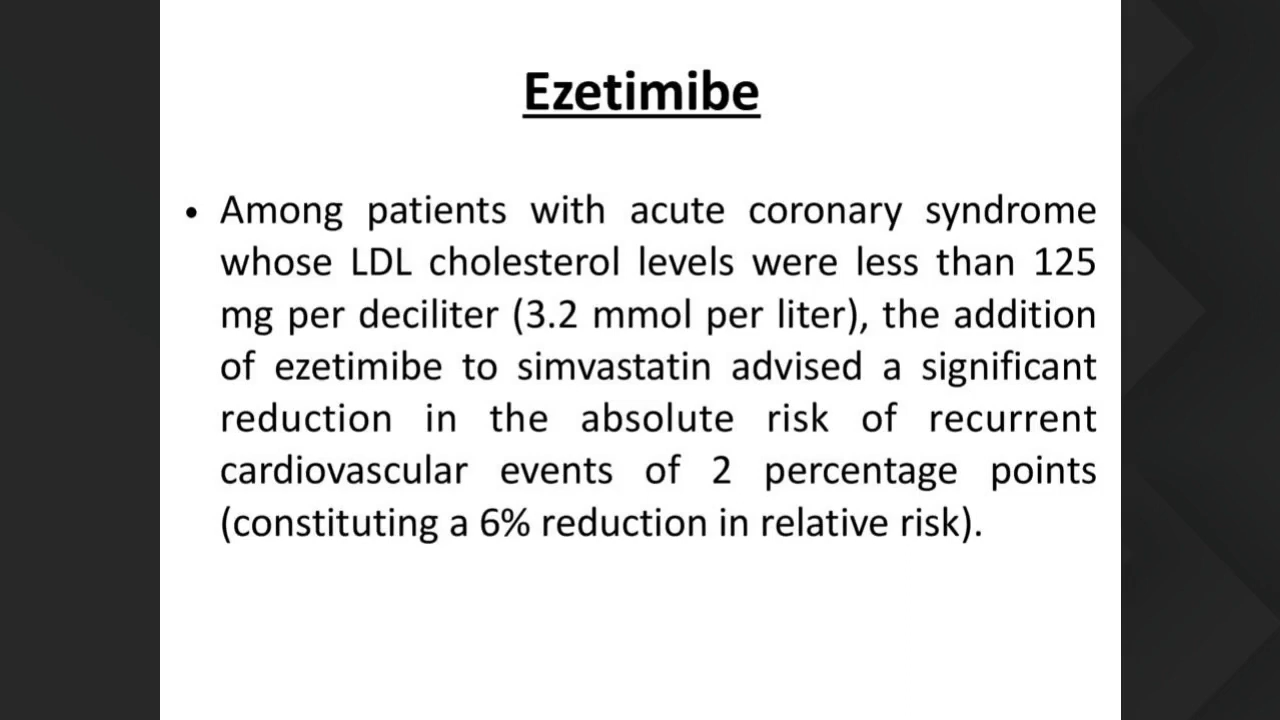 Ezetimibe
• Among patients with acute coronary syndrome
whose LDL cholesterol levels were less than 125
mg per deciliter (3.2 mmol per liter), the addition
of ezetimibe to simvastatin advised a significant
reduction in the absolute risk of recurrent
cardiovascular events of 2 percentage points
(constituting a 6% reduction in relative risk).